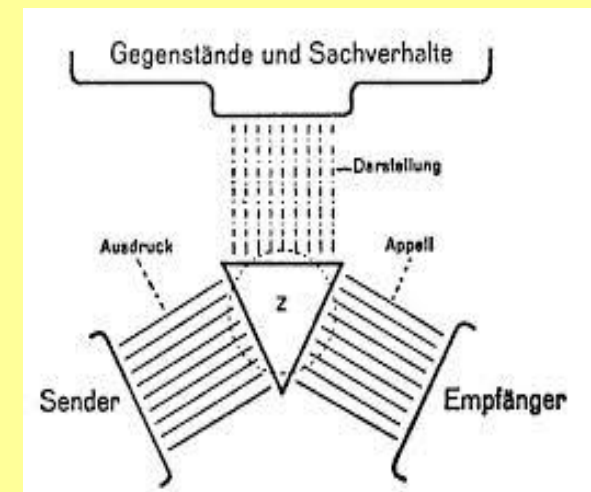 Gegenstände und Sachverhalte
Darstellung
Ausdruck
Appell
Z
Sender
Empfänger